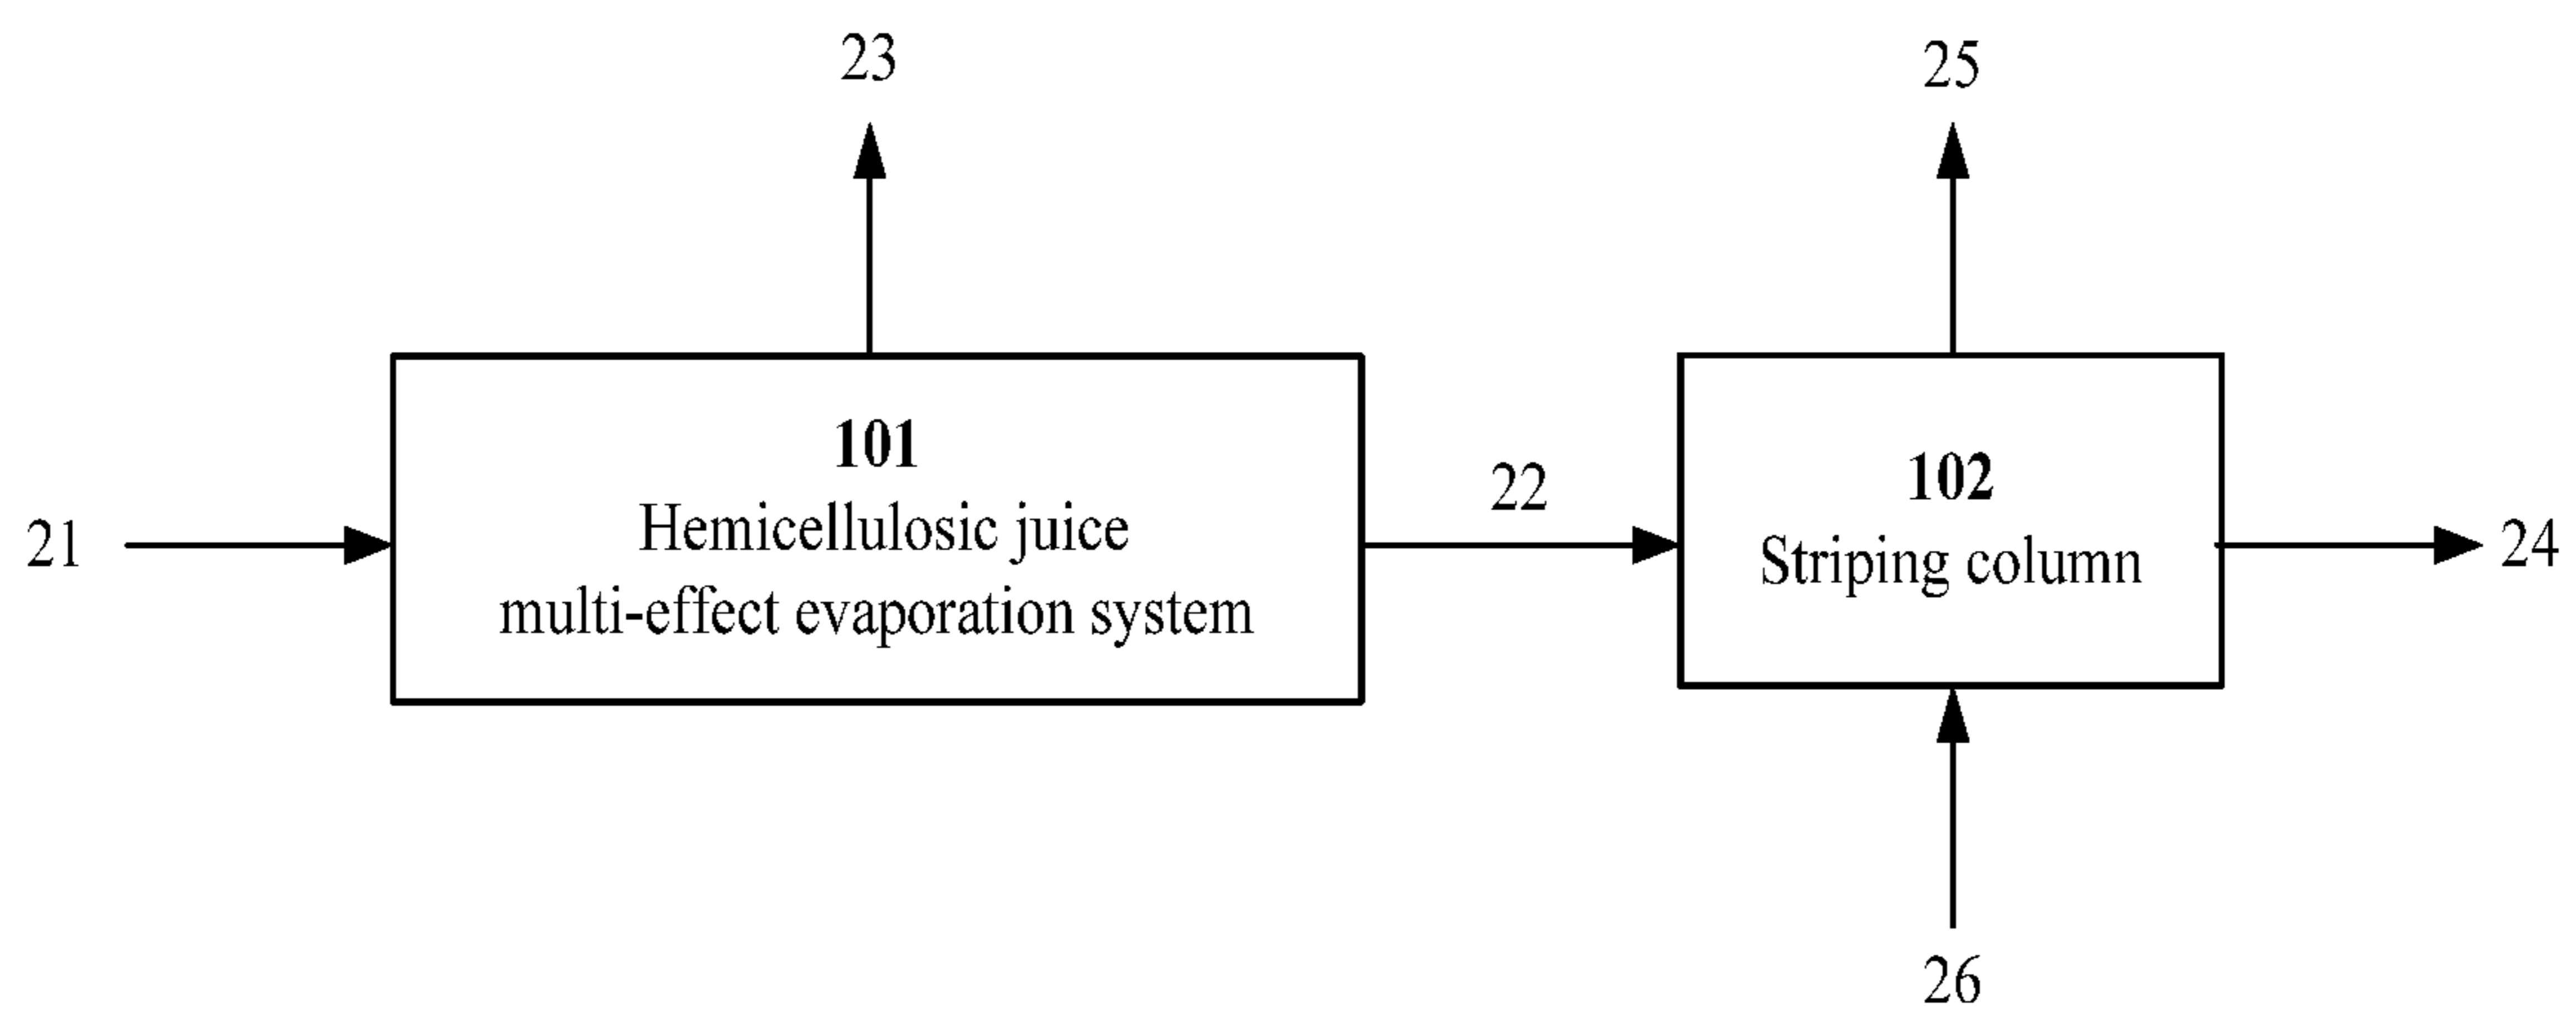 23
25
101
Hemicellulosic juice
multi-effect evaporation system
22
102
Striping column
21
24
26